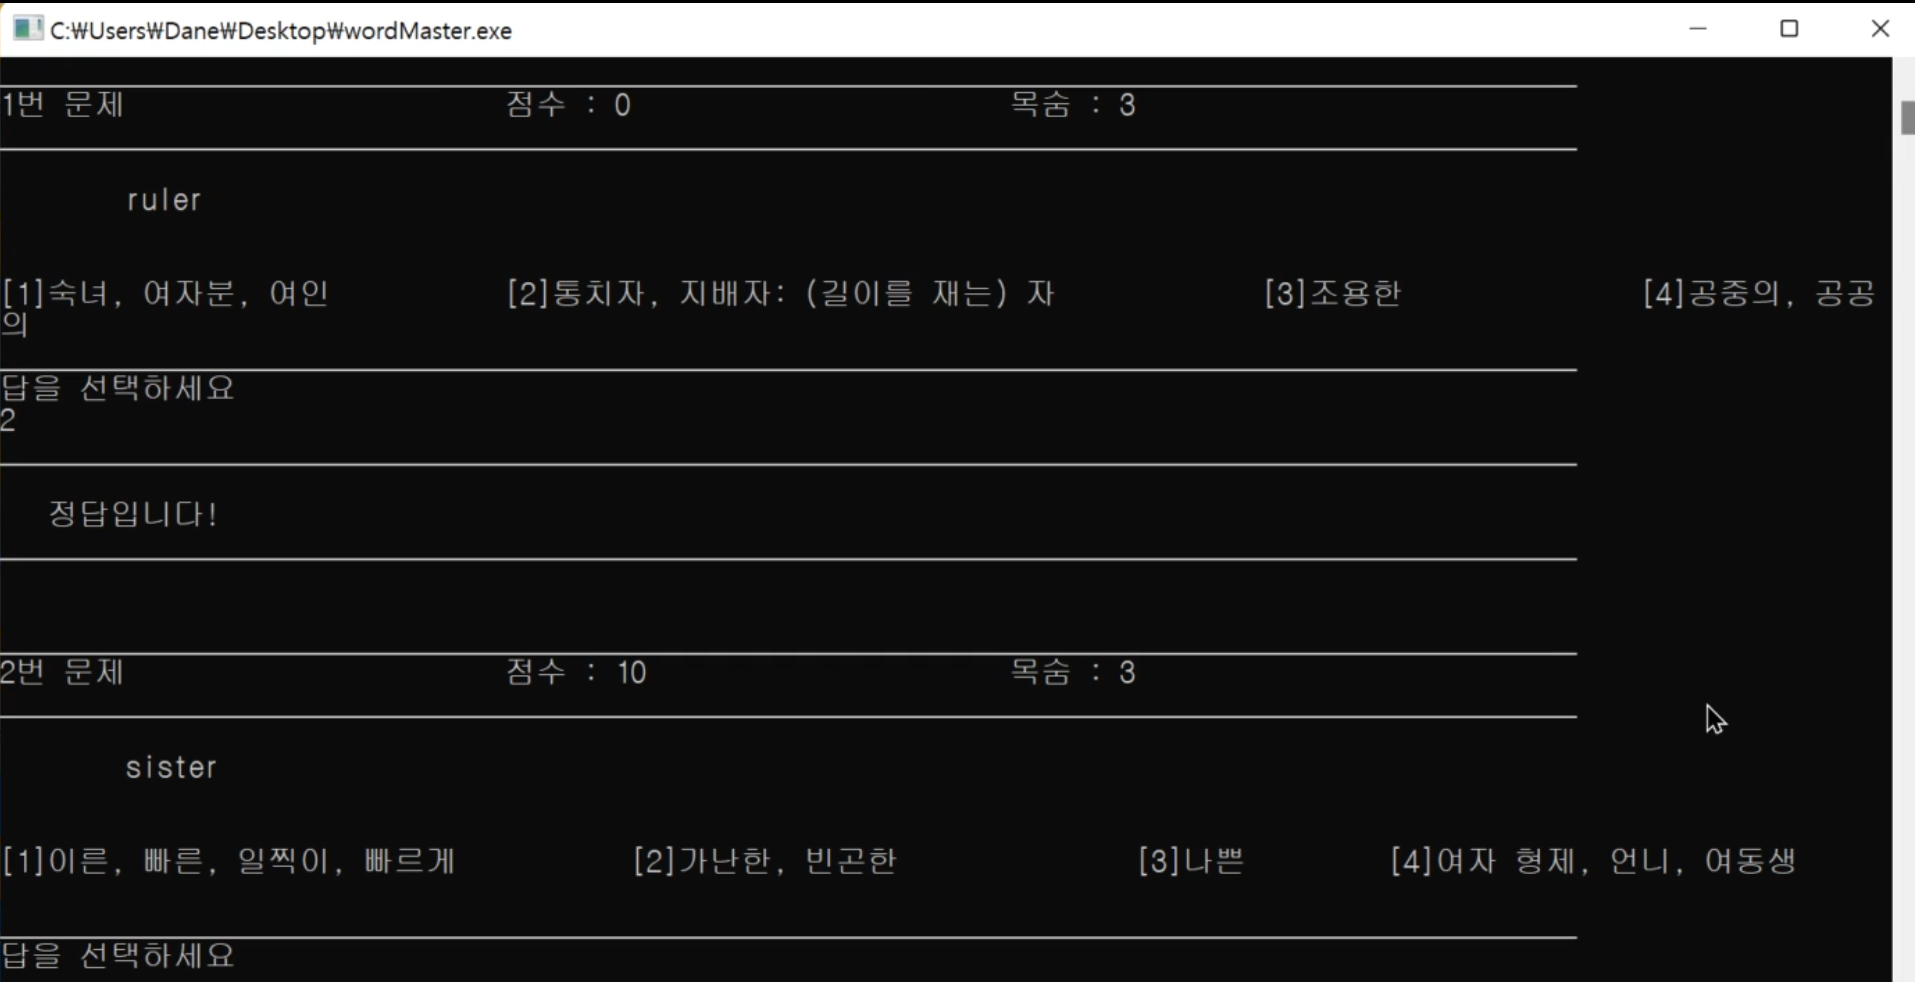 C:₩Users₩Dane₩Desktop₩wordMaster.exe
1번 문제 점수 : 0 목숨 : 3
ruler
[1]숙녀, 여자분, 여인 [2]통치자, 지배자: (길이를 재는) 자 [3]조용한 [4]공중의, 공공
의
답을 선택하세요
2
정답입니다!
2번 문제 점수 : 10 목숨 : 3
sister
[1]이른, 빠른, 일찍이, 빠르게 [2]가난한, 빈곤한 [3]나쁜 [4]여자 형제, 언니, 여동생
답을 선택하세요